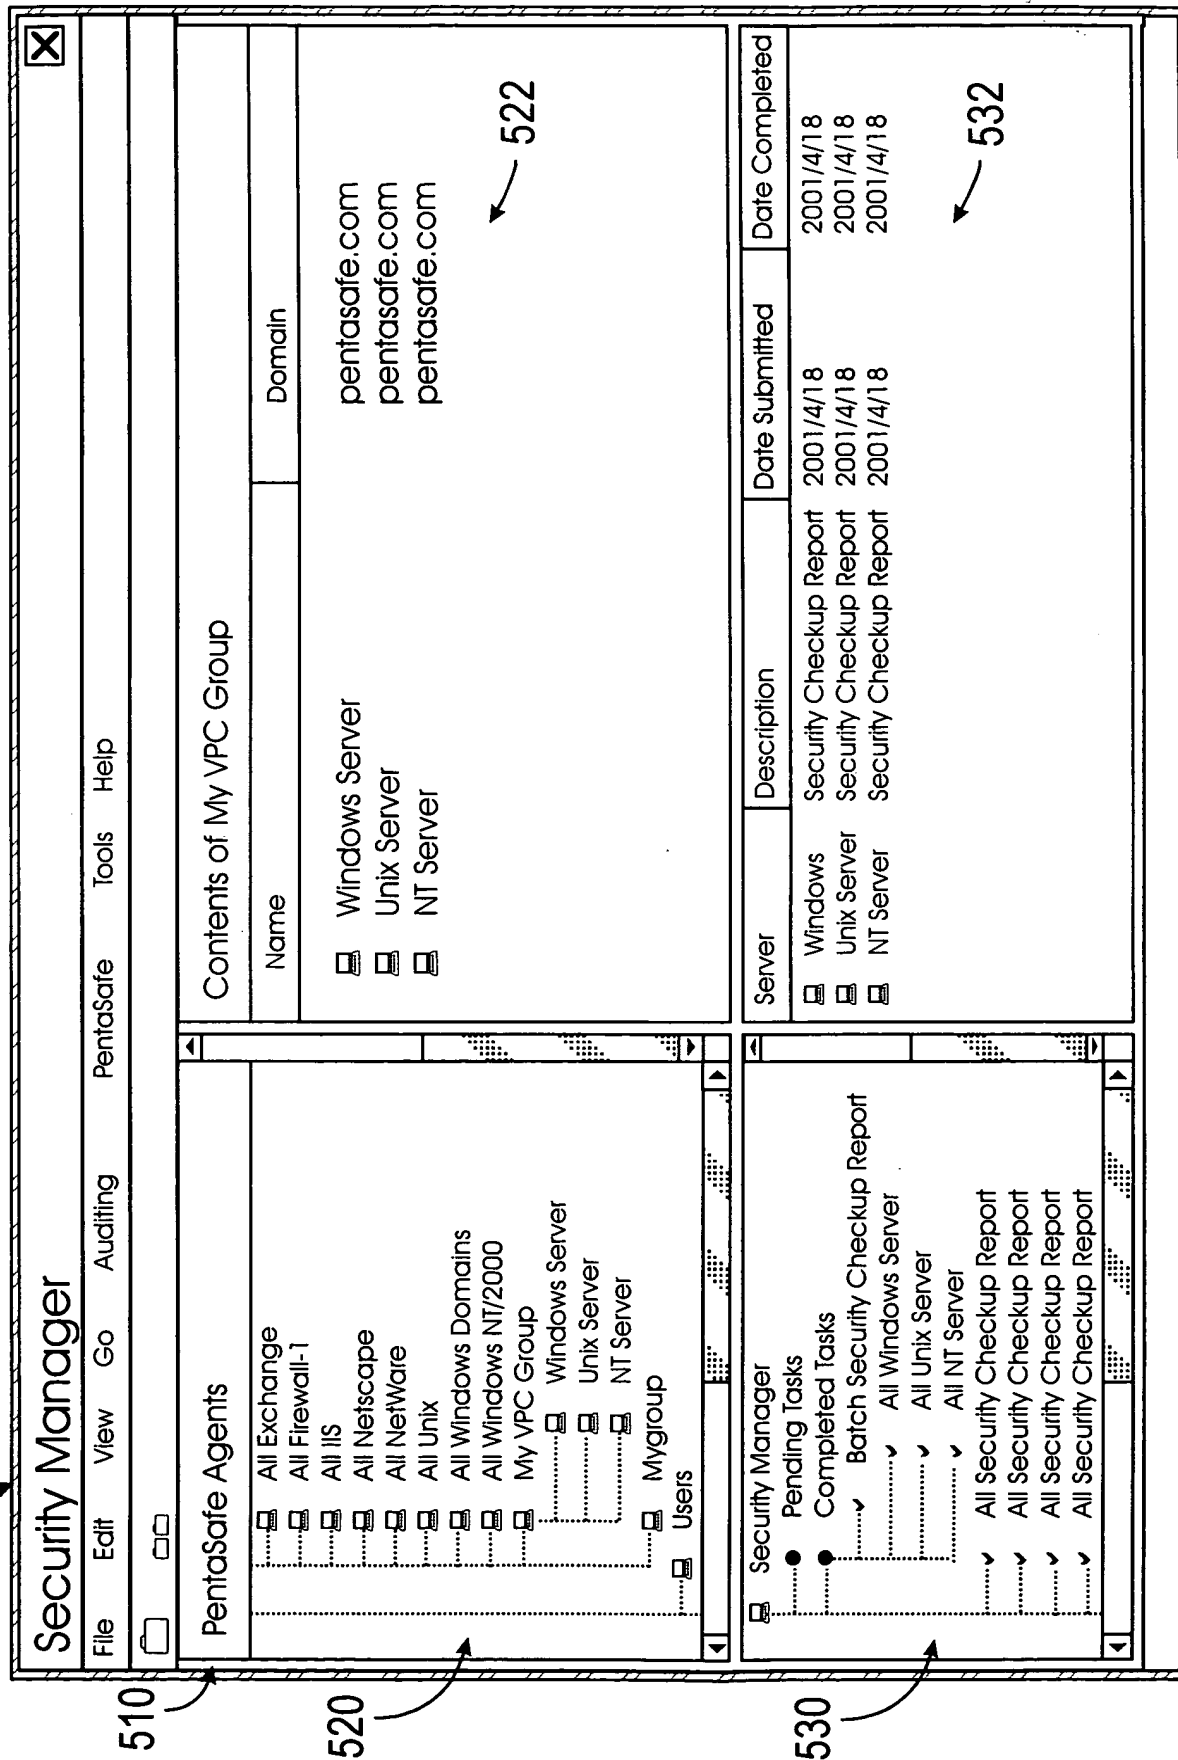 Security Manager
File Edit View Go Auditing PentaSafe Tools Help
510
PentaSafe Agents
All Exchange
All Firewall-1
All IIS
All Netscape
All NetWare
All Unix
All Windows Domains
All Windows NT/2000
My VPC Group
Windows Server
Unix Server
NT Server
Mygroup
Users
520
Contents of My VPC Group
Name Domain
Windows Server pentasafe.com
Unix Server pentasafe.com
NT Server pentasafe.com
522
Security Manager
Pending Tasks
Completed Tasks
Batch Security Checkup Report
All Windows Server
All Unix Server
All NT Server
All Security Checkup Report
All Security Checkup Report
All Security Checkup Report
All Security Checkup Report
530
Server Description Date Submitted Date Completed
Windows Security Checkup Report 2001/4/18 2001/4/18
Unix Server Security Checkup Report 2001/4/18 2001/4/18
NT Server Security Checkup Report 2001/4/18 2001/4/18
532